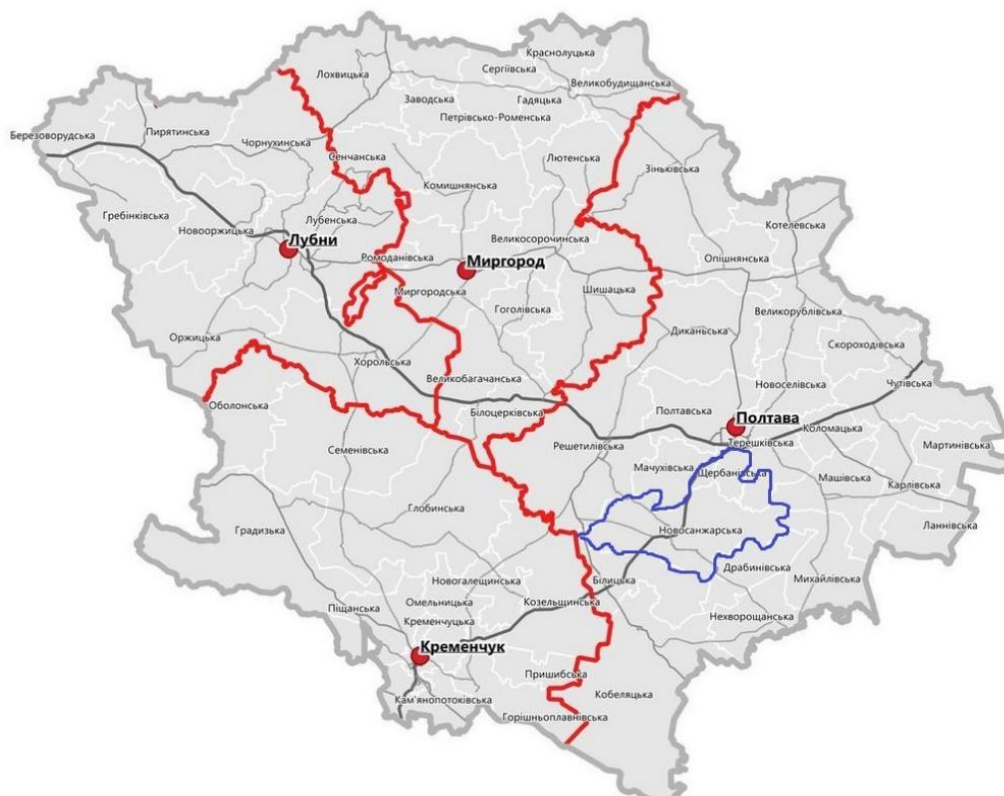 Краснолуцька
Сергіївська
Лохвицька
Великобудищанська
Заводська
Гадяцька
Петрівсько-Роменська
Березоворудська
Пирятинська
Чорнухинська
Сенчанська
Лютенська
Зіньківська
Комишнянська
Гребінківська
Лубенська
Котелевська
Новооржицька
Лубни
Великосорочинська
Ромоданівська
Миргород
Опішнянська
Миргородська
Шишацька
Гоголівська
Великорублівська
Оржицька
Диканьська
Скороходівська
Хорольська
Великобагачанська
Новоселівська
Чутівська
Оболонська
Білоцерківська
Полтавська
Полтава
Коломацька
Решетилівська
Терешківська
Мартинівська
Семенівська
Мачухівська
Щербанівська
Машівська
Карлівська
Глобинська
Градизька
Новосанжарська
Ланнівська
Драбинівська
Новогалещинська
Білицька
Михайлівська
Піщанська
Омельницька
Козельщинська
Кременчуцька
Нехворощанська
Кременчук
Пришибська
Кобеляцька
Кам'янопотоківська
Горішньоплавнівська